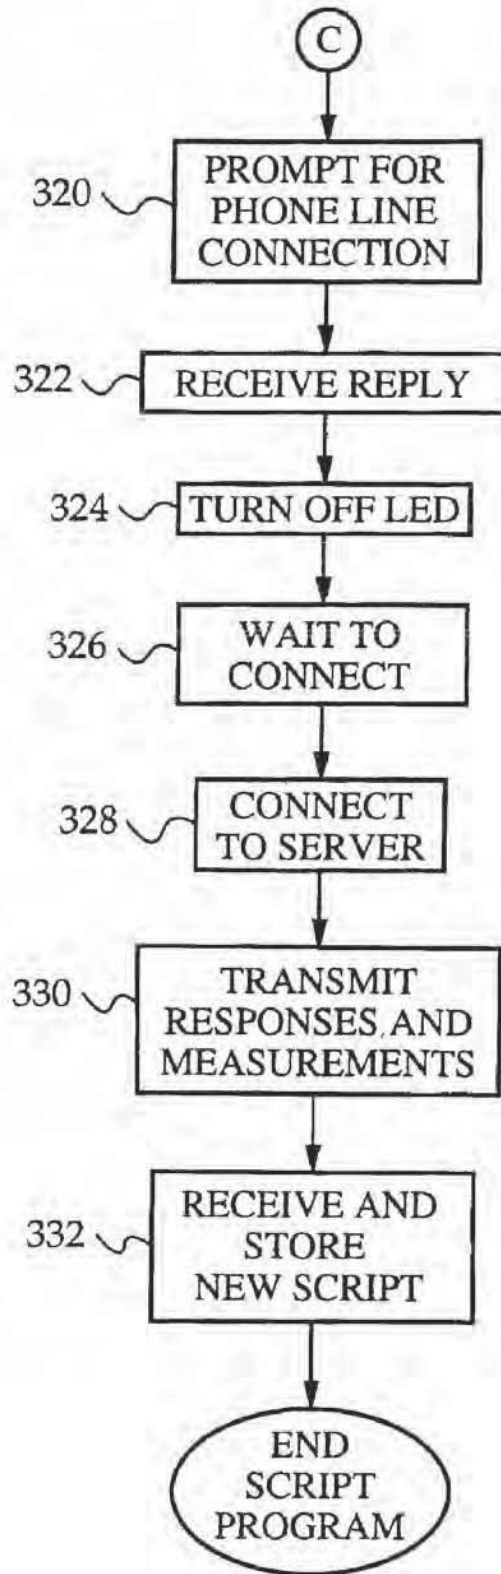 C
320
PROMPT FOR
PHONE LINE
CONNECTION
322
RECEIVE REPLY
324
TURN OFF LED
326
WAIT TO
CONNECT
328
CONNECT
TO SERVER
330
TRANSMIT
RESPONSES AND
MEASUREMENTS
332
RECEIVE AND
STORE
NEW SCRIPT
END
SCRIPT
PROGRAM